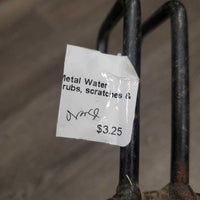 Metal Water
rubs, scratches &
$3.25